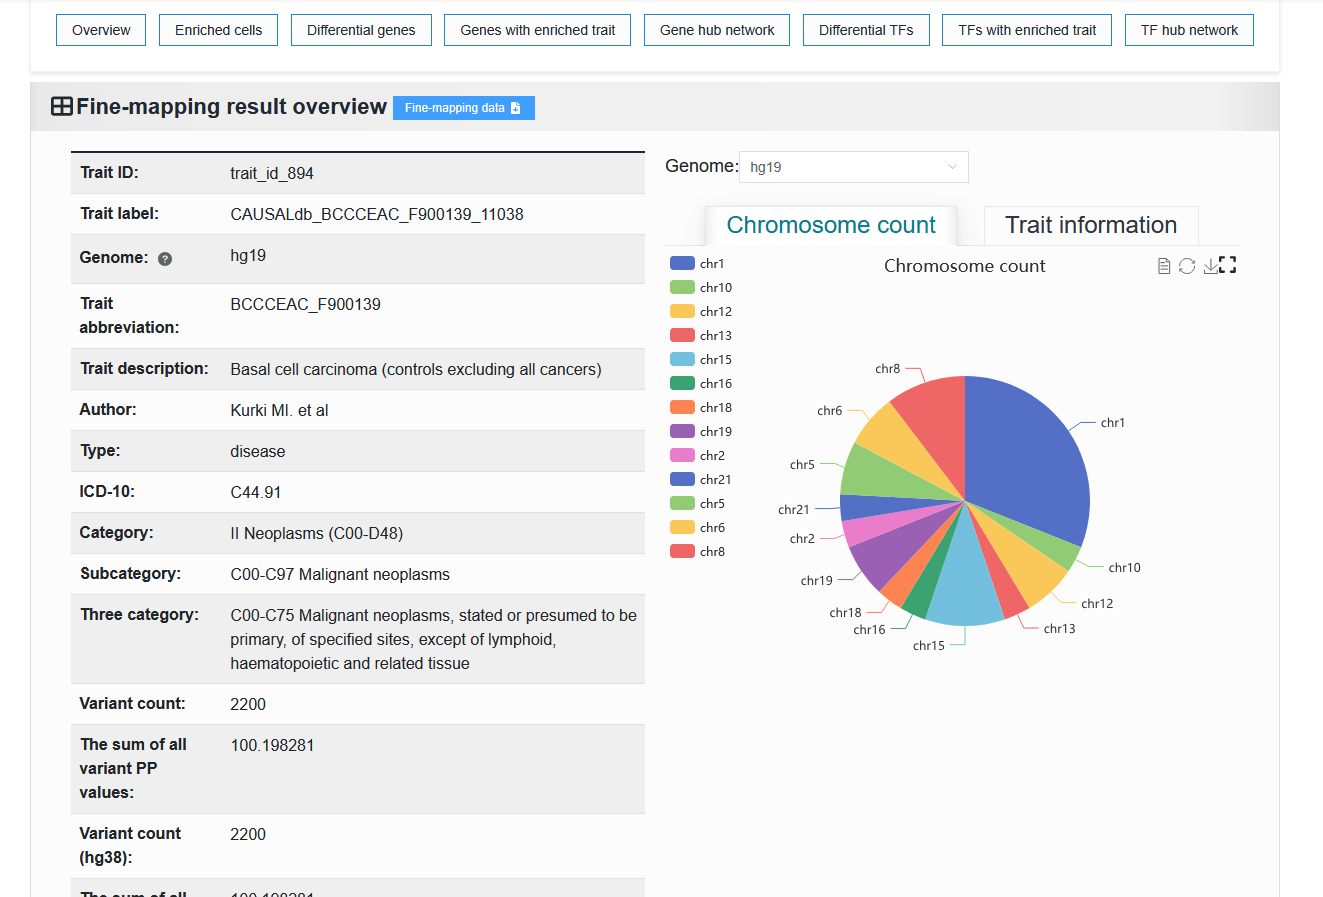 Overview
Enriched cells
Differential genes
Genes with enriched trait
Gene hub network
Differential TFs
TFs with enriched trait
TF hub network
Fine-mapping result overview
Fine-mapping data
Trait ID:
trait_id_894
Trait label:
CAUSALdb_BCCCEAC_F900139_11038
Genome:
hg19
Trait
abbreviation:
BCCCEAC_F900139
Trait description:
Basal cell carcinoma (controls excluding all cancers)
Author:
Kurki MI. et al
Type:
disease
ICD-10:
C44.91
Category:
II Neoplasms (C00-D48)
Subcategory:
C00-C97 Malignant neoplasms
Three category:
C00-C75 Malignant neoplasms, stated or presumed to be
primary, of specified sites, except of lymphoid,
haematopoietic and related tissue
Variant count:
2200
The sum of all
variant PP
values:
100.198281
Variant count
(hg38):
2200
The sum of all
100.198281
Genome:
hg19
Chromosome count
Trait information
Chromosome count
chr1
chr10
chr12
chr13
chr15
chr16
chr18
chr19
chr2
chr21
chr5
chr6
chr8
chr8
chr6
chr5
chr21
chr2
chr19
chr18
chr16
chr15
chr13
chr12
chr10
chr1